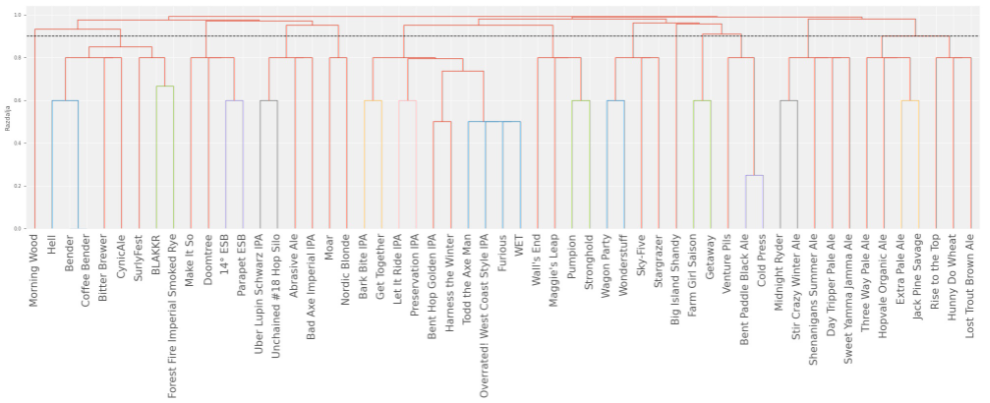 Razdalja
1.0
0.8
0.6
0.4
0.2
0.0
Morning Wood
Hell
Bender
Coffee Bender
Bitter Brewer
CynicAle
SurlyFest
BLAKKR
Forest Fire Imperial Smoked Rye
Make It So
Doomtree
14° ESB
Parapet ESB
Uber Lupin Schwarz IPA
Unchained #18 Hop Silo
Abrasive Ale
Bad Axe Imperial IPA
Moar
Nordic Blonde
Bark Bite IPA
Get Together
Let It Ride IPA
Preservation IPA
Bent Hop Golden IPA
Harness the Winter
Todd the Axe Man
Overrated! West Coast Style IPA
Furious
WET
Wall's End
Maggie's Leap
Pumpion
Stronghold
Wagon Party
Wonderstuff
Sky-Five
Stargrazer
Big Island Shandy
Farm Girl Saison
Getaway
Venture Pils
Bent Paddle Black Ale
Cold Press
Midnight Ryder
Stir Crazy Winter Ale
Shenanigans Summer Ale
Day Tripper Pale Ale
Sweet Yamma Jamma Ale
Three Way Pale Ale
Hopvale Organic Ale
Extra Pale Ale
Jack Pine Savage
Rise to the Top
Hunny Do Wheat
Lost Trout Brown Ale